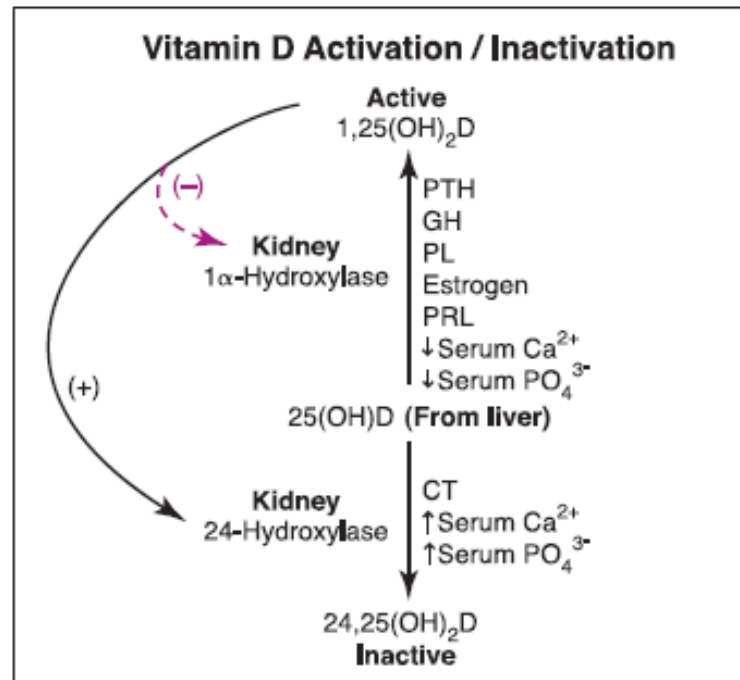 Vitamin D Activation / Inactivation
Active
1,25(OH)₂D
(−)
PTH
GH
Kidney
PL
1α-Hydroxylase
Estrogen
PRL
↓Serum Ca²⁺
↓Serum PO₄³⁻
(+)
25(OH)D (From liver)
CT
Kidney
↑Serum Ca²⁺
24-Hydroxylase
↑Serum PO₄³⁻
24,25(OH)₂D
Inactive